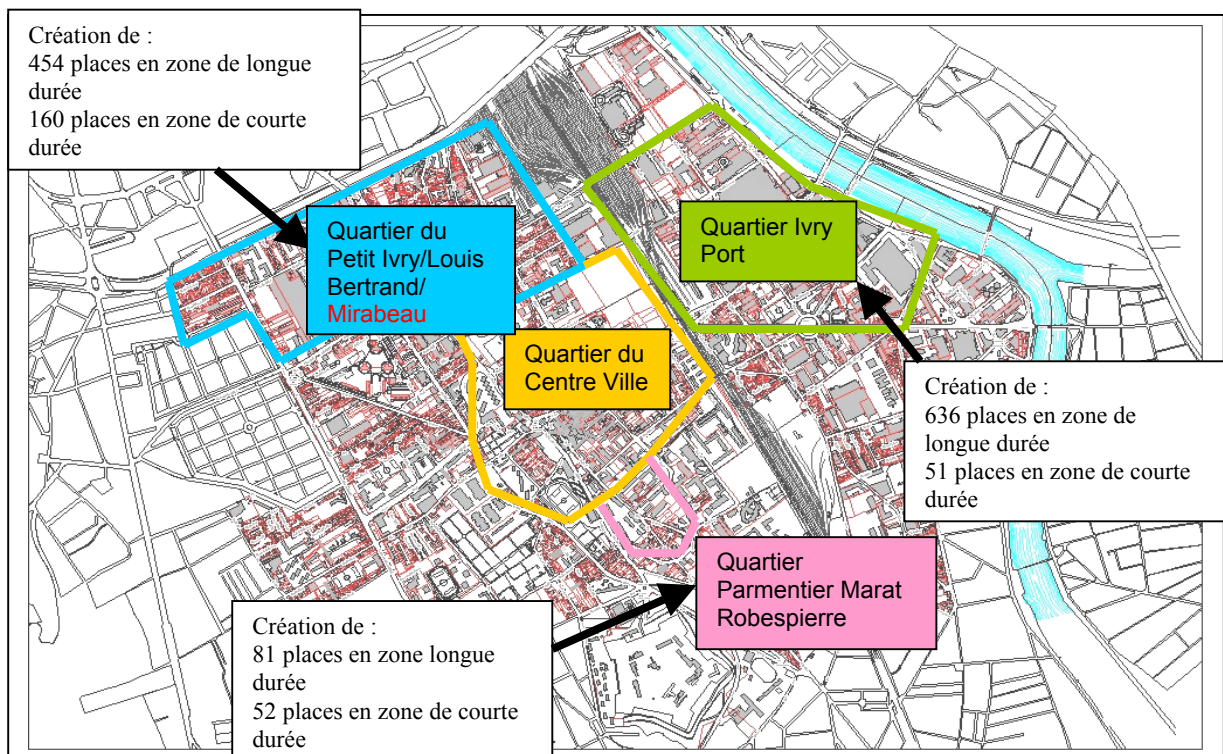 Création de :
454 places en zone de longue
durée
160 places en zone de courte
durée
Quartier du
Petit Ivry/Louis
Bertrand/
Mirabeau
Quartier Ivry
Port
Quartier du
Centre Ville
Création de :
636 places en zone de
longue durée
51 places en zone de courte
durée
Quartier
Parmentier Marat
Robespierre
Création de :
81 places en zone longue
durée
52 places en zone de courte
durée